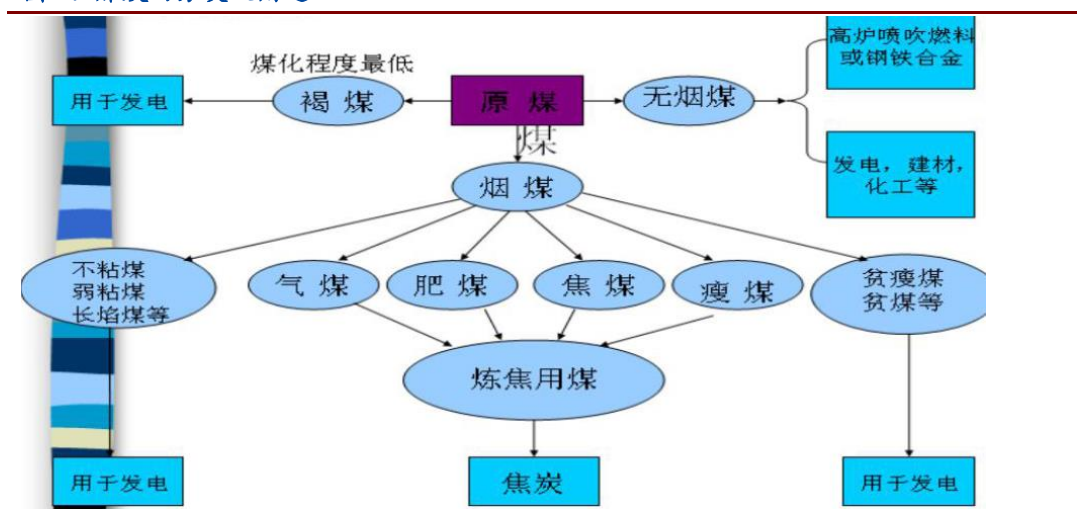 高炉喷吹燃料
或钢铁合金
煤化程度最低
用于发电
褐 煤
原 煤
无烟煤
煤
发电，建材，
化工等
烟 煤
不粘煤
弱粘煤
长焰煤等
气 煤
肥 煤
焦 煤
瘦 煤
贫瘦煤
贫煤等
炼焦用煤
用于发电
焦炭
用于发电